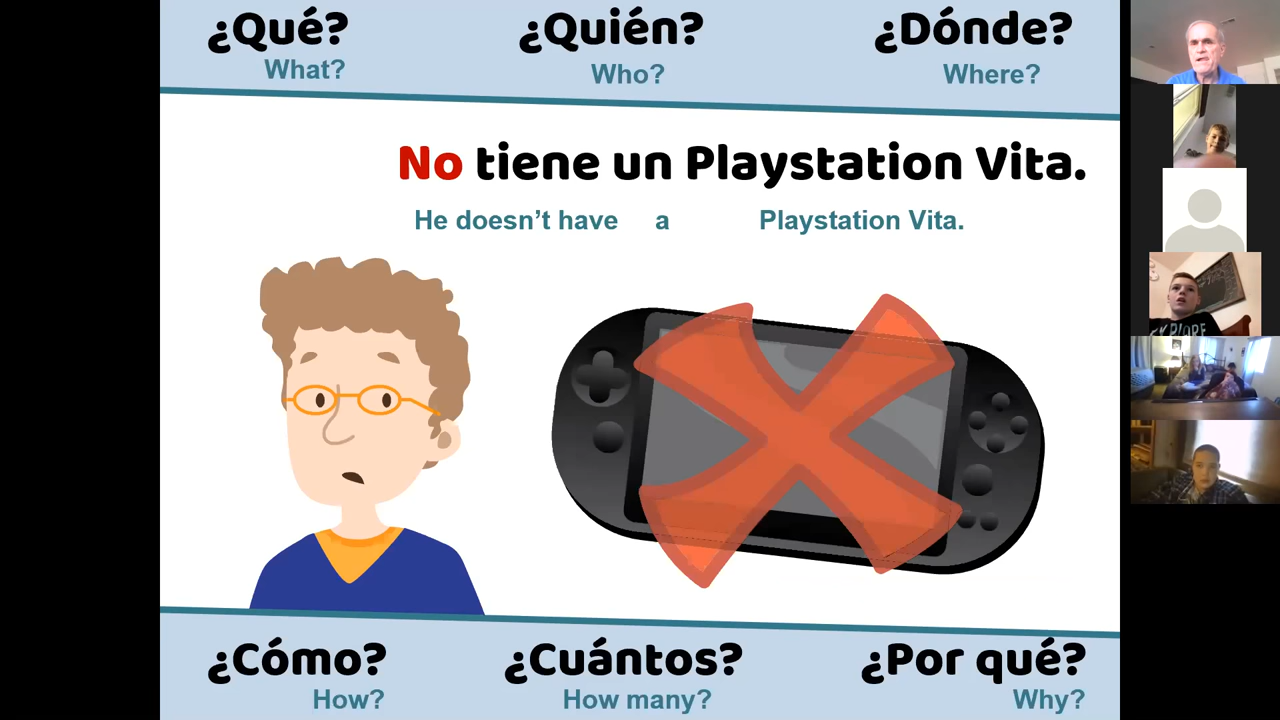 ¿Qué? ¿Quién? ¿Dónde?
What? Who? Where?
No tiene un Playstation Vita.
He doesn't have a Playstation Vita.
EXPLORE
¿Cómo? ¿Cuántos? ¿Por qué?
How? How many? Why?